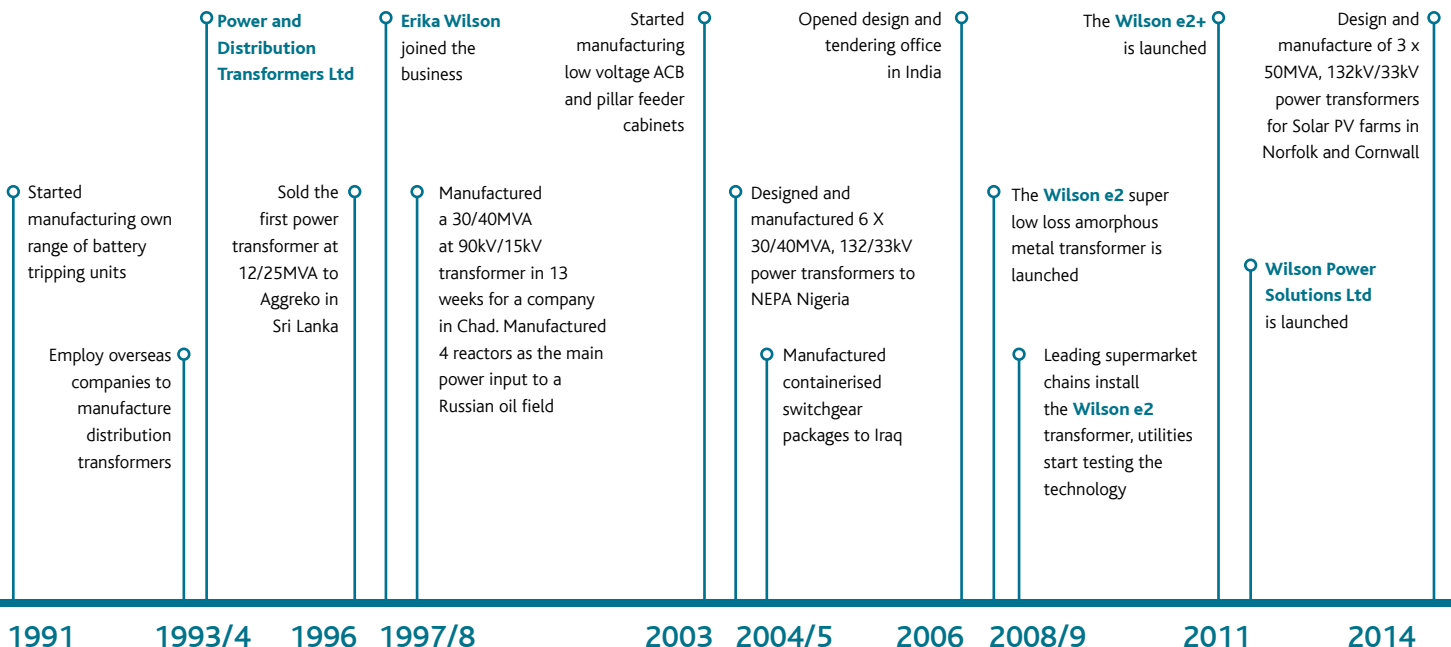 Started
manufacturing own
range of battery
tripping units
Employ overseas
companies to
manufacture
distribution
transformers
Power and
Distribution
Transformers Ltd
Sold the
first power
transformer at
12/25MVA to
Aggreko in
Sri Lanka
Erika Wilson
joined the
business
Manufactured
a 30/40MVA
at 90kV/15kV
transformer in 13
weeks for a company
in Chad. Manufactured
4 reactors as the main
power input to a
Russian oil field
Started
manufacturing
low voltage ACB
and pillar feeder
cabinets
Designed and
manufactured 6 X
30/40MVA, 132/33kV
power transformers to
NEPA Nigeria
Manufactured
containerised
switchgear
packages to Iraq
Opened design and
tendering office
in India
The Wilson e2 super
low loss amorphous
metal transformer is
launched
Leading supermarket
chains install
the Wilson e2
transformer, utilities
start testing the
technology
The Wilson e2+
is launched
Wilson Power
Solutions Ltd
is launched
Design and
manufacture of 3 x
50MVA, 132kV/33kV
power transformers
for Solar PV farms in
Norfolk and Cornwall
1991
1993/4
1996
1997/8
2003
2004/5
2006
2008/9
2011
2014